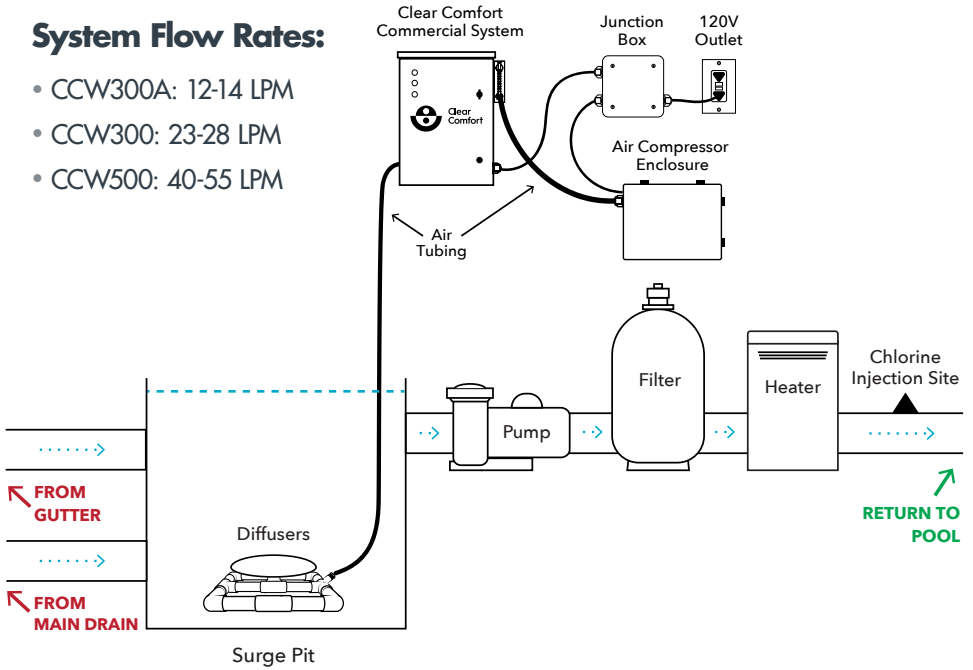 System Flow Rates:
• CCW300A: 12-14 LPM
• CCW300: 23-28 LPM
• CCW500: 40-55 LPM
Clear Comfort
Commercial System
Junction
Box
120V
Outlet
Clear
Comfort
Air Compressor
Enclosure
Air
Tubing
Filter
Heater
Chlorine
Injection Site
Pump
FROM
GUTTER
RETURN TO
POOL
Diffusers
FROM
MAIN DRAIN
Surge Pit